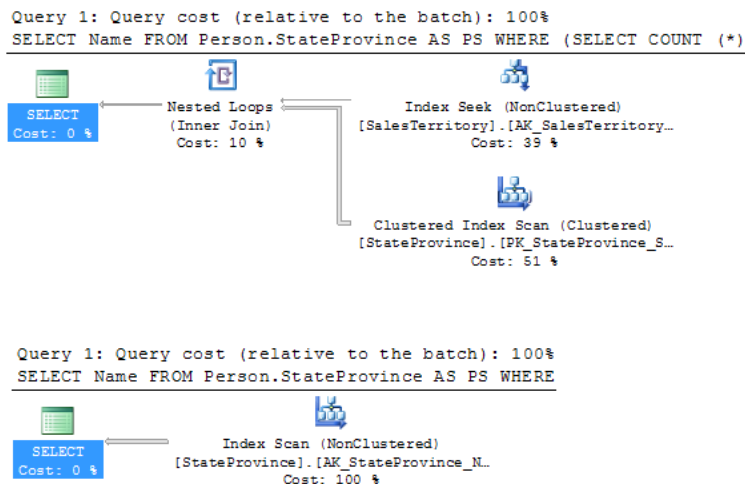 Query 1: Query cost (relative to the batch): 100%
SELECT Name FROM Person.StateProvince AS PS WHERE (SELECT COUNT (*)
SELECT
Cost: 0 %
Nested Loops
(Inner Join)
Cost: 10 %
Index Seek (NonClustered)
[SalesTerritory].[AK_SalesTerritory…
Cost: 39 %
Clustered Index Scan (Clustered)
[StateProvince].[PK_StateProvince_S…
Cost: 51 %
Query 1: Query cost (relative to the batch): 100%
SELECT Name FROM Person.StateProvince AS PS WHERE
SELECT
Cost: 0 %
Index Scan (NonClustered)
[StateProvince].[AK_StateProvince_N…
Cost: 100 %